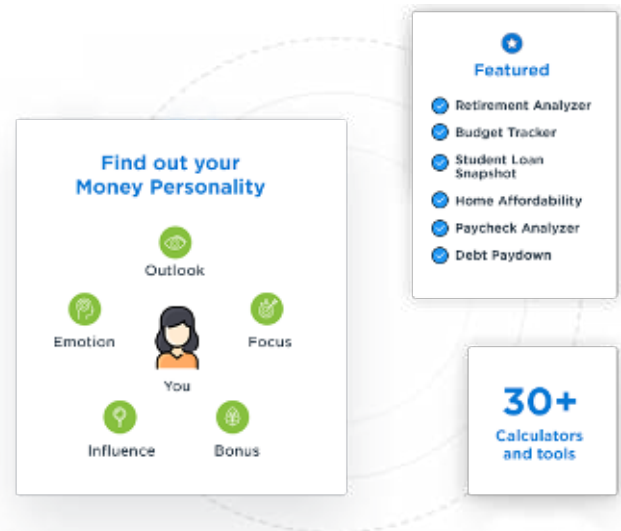 Find out your
Money Personality
Outlook
Emotion
Focus
You
Influence
Bonus
Featured
Retirement Analyzer
Budget Tracker
Student Loan
Snapshot
Home Affordability
Paycheck Analyzer
Debt Paydown
30+
Calculators
and tools